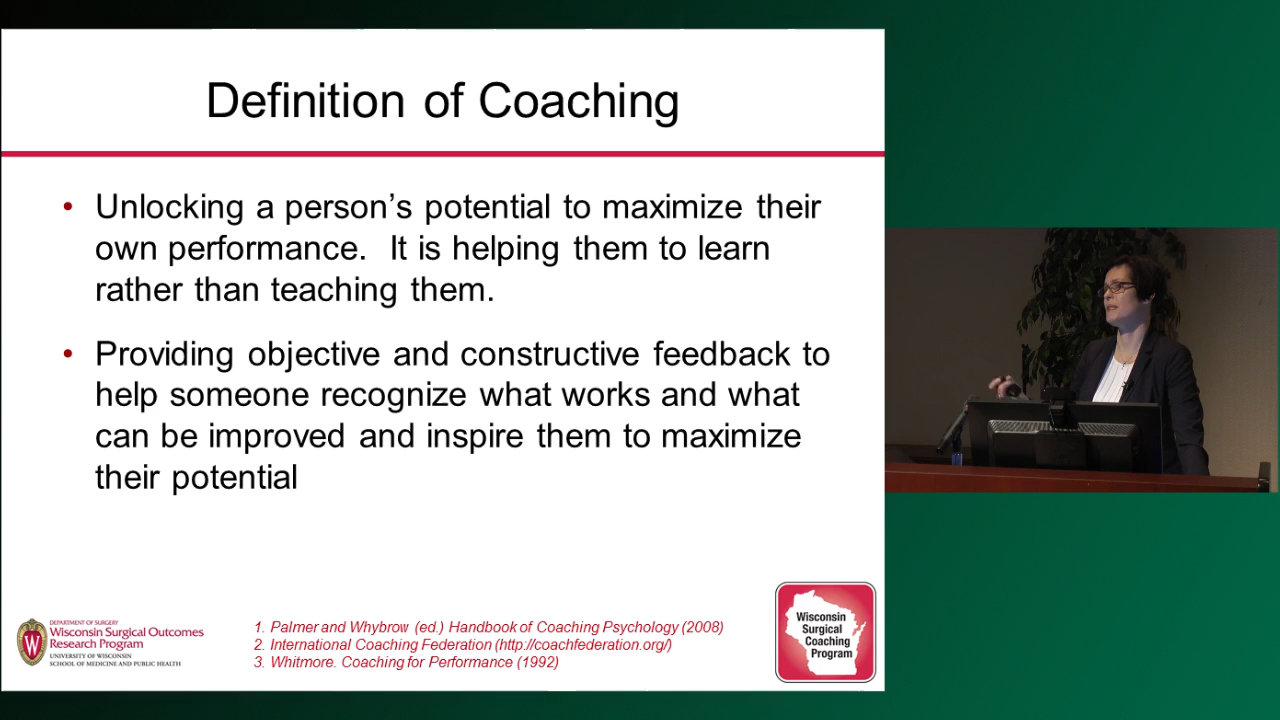 Definition of Coaching
• Unlocking a person’s potential to maximize their
own performance.  It is helping them to learn
rather than teaching them.
• Providing objective and constructive feedback to
help someone recognize what works and what
can be improved and inspire them to maximize
their potential
DEPARTMENT OF SURGERY
Wisconsin Surgical Outcomes
Research Program
UNIVERSITY OF WISCONSIN
SCHOOL OF MEDICINE AND PUBLIC HEALTH
W
1. Palmer and Whybrow (ed.) Handbook of Coaching Psychology (2008)
2. International Coaching Federation (http://coachfederation.org/)
3. Whitmore. Coaching for Performance (1992)
Wisconsin
Surgical
Coaching
Program